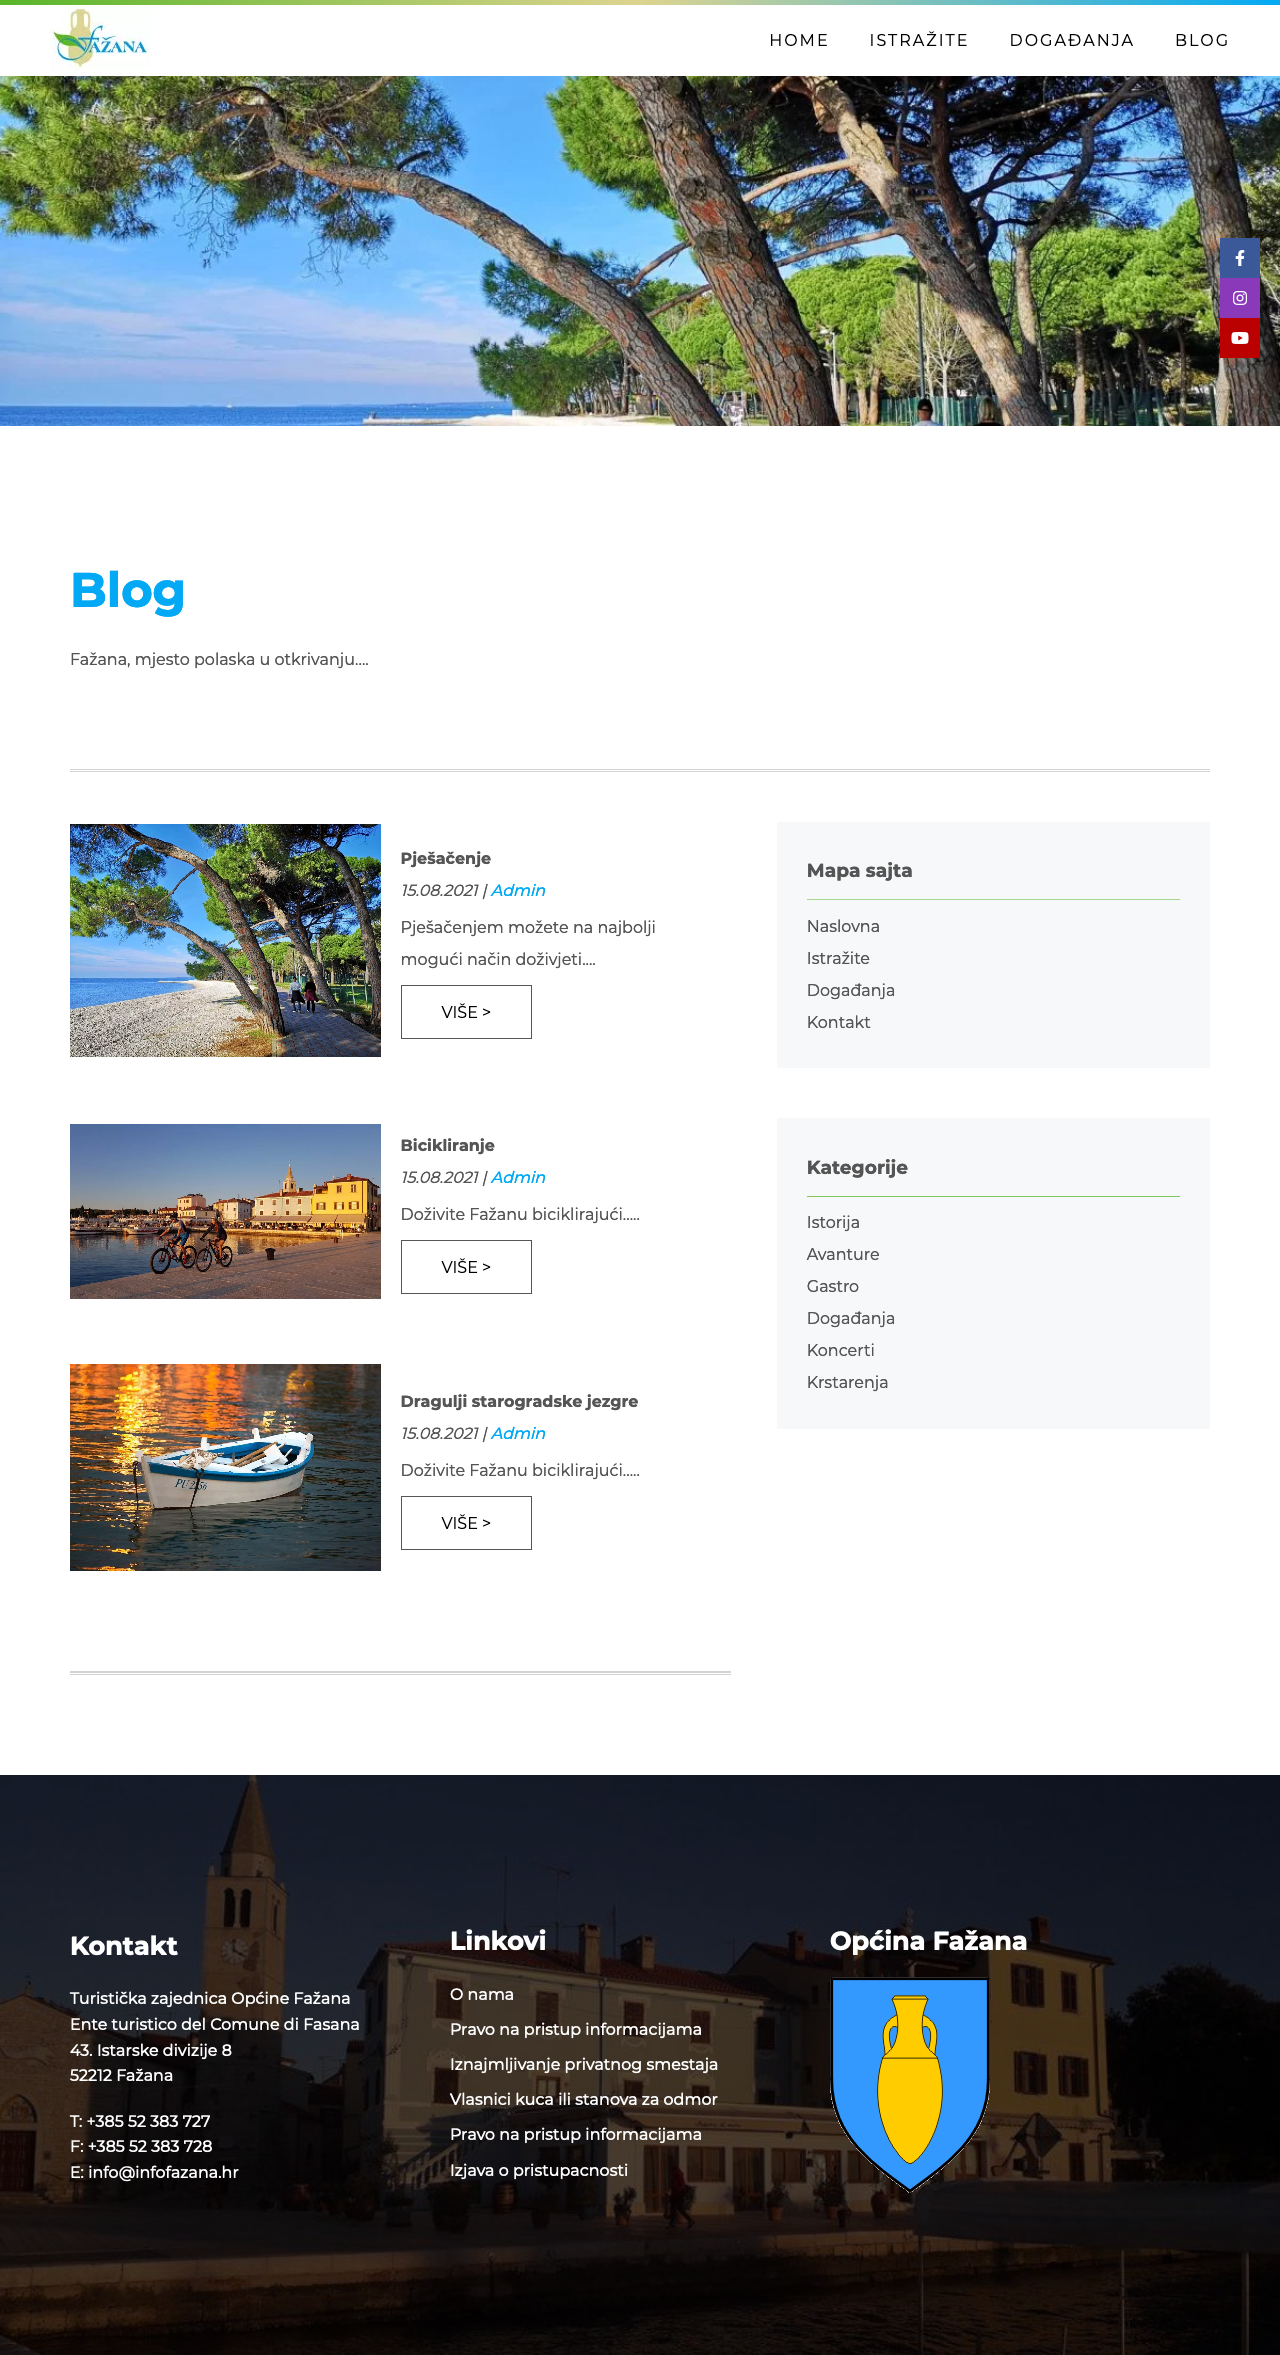 FAŽANA
HOME
ISTRAŽITE
DOGAĐANJA
BLOG
Blog
Fažana, mjesto polaska u otkrivanju....
Pješačenje
15.08.2021 | Admin
Pješačenjem možete na najbolji
mogući način doživjeti....
VIŠE >
Bicikliranje
15.08.2021 | Admin
Doživite Fažanu biciklirajući.....
VIŠE >
Dragulji starogradske jezgre
15.08.2021 | Admin
Doživite Fažanu biciklirajući.....
VIŠE >
Mapa sajta
Naslovna
Istražite
Događanja
Kontakt
Kategorije
Istorija
Avanture
Gastro
Događanja
Koncerti
Krstarenja
Kontakt
Turistička zajednica Općine Fažana
Ente turistico del Comune di Fasana
43. Istarske divizije 8
52212 Fažana
T: +385 52 383 727
F: +385 52 383 728
E: info@infofazana.hr
Linkovi
O nama
Pravo na pristup informacijama
Iznajmljivanje privatnog smestaja
Vlasnici kuca ili stanova za odmor
Pravo na pristup informacijama
Izjava o pristupacnosti
Općina Fažana